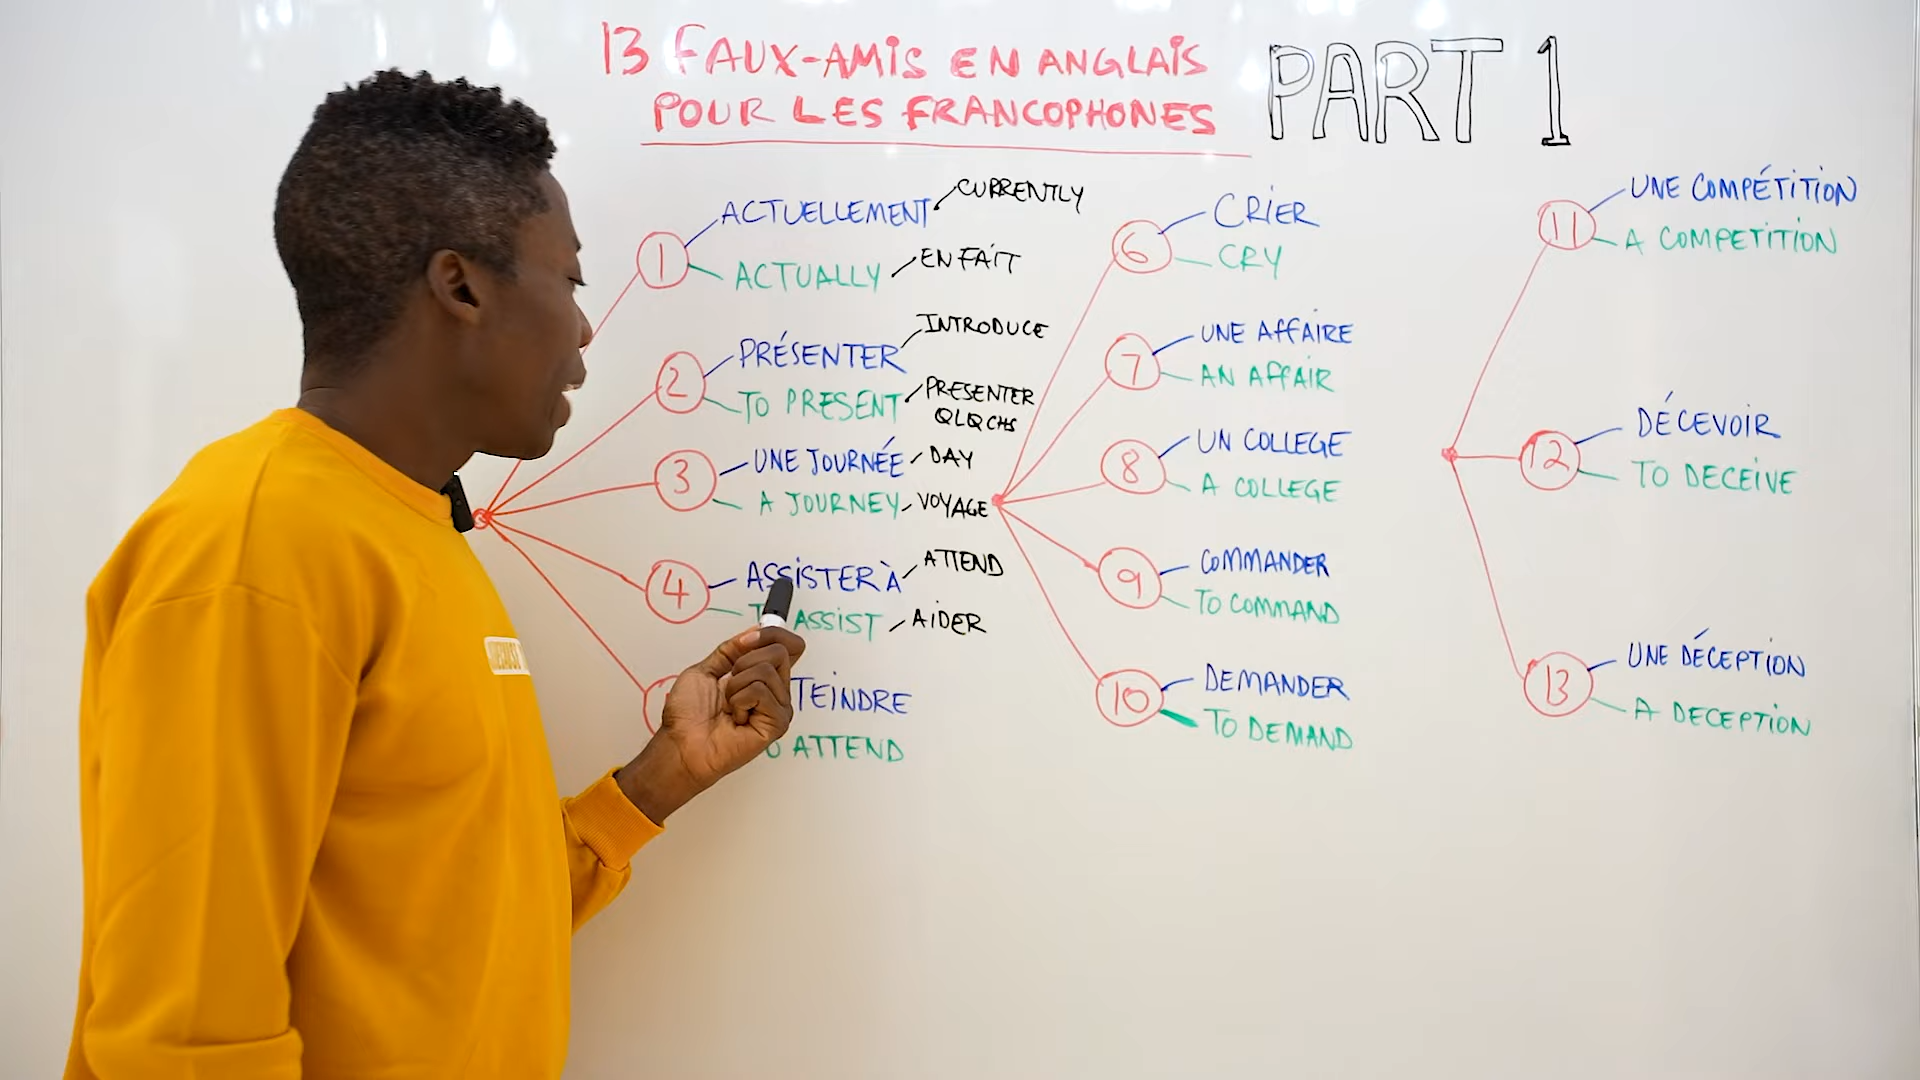 13 FAUX-AMIS EN ANGLAIS
POUR LES FRANCOPHONES
PART 1
1
ACTUELLEMENT
CURRENTLY
ACTUALLY
EN FAIT
2
PRÉSENTER
INTRODUCE
TO PRESENT
PRESENTER
QLQ CHS
3
UNE JOURNÉE
DAY
A JOURNEY
VOYAGE
4
ASSISTER À
ATTEND
ASSIST
AIDER
TEINDRE
ATTEND
6
CRIER
CRY
7
UNE AFFAIRE
AN AFFAIR
8
UN COLLEGE
A COLLEGE
9
COMMANDER
TO COMMAND
10
DEMANDER
TO DEMAND
11
UNE COMPÉTITION
A COMPETITION
12
DÉCEVOIR
TO DECEIVE
13
UNE DÉCEPTION
A DECEPTION